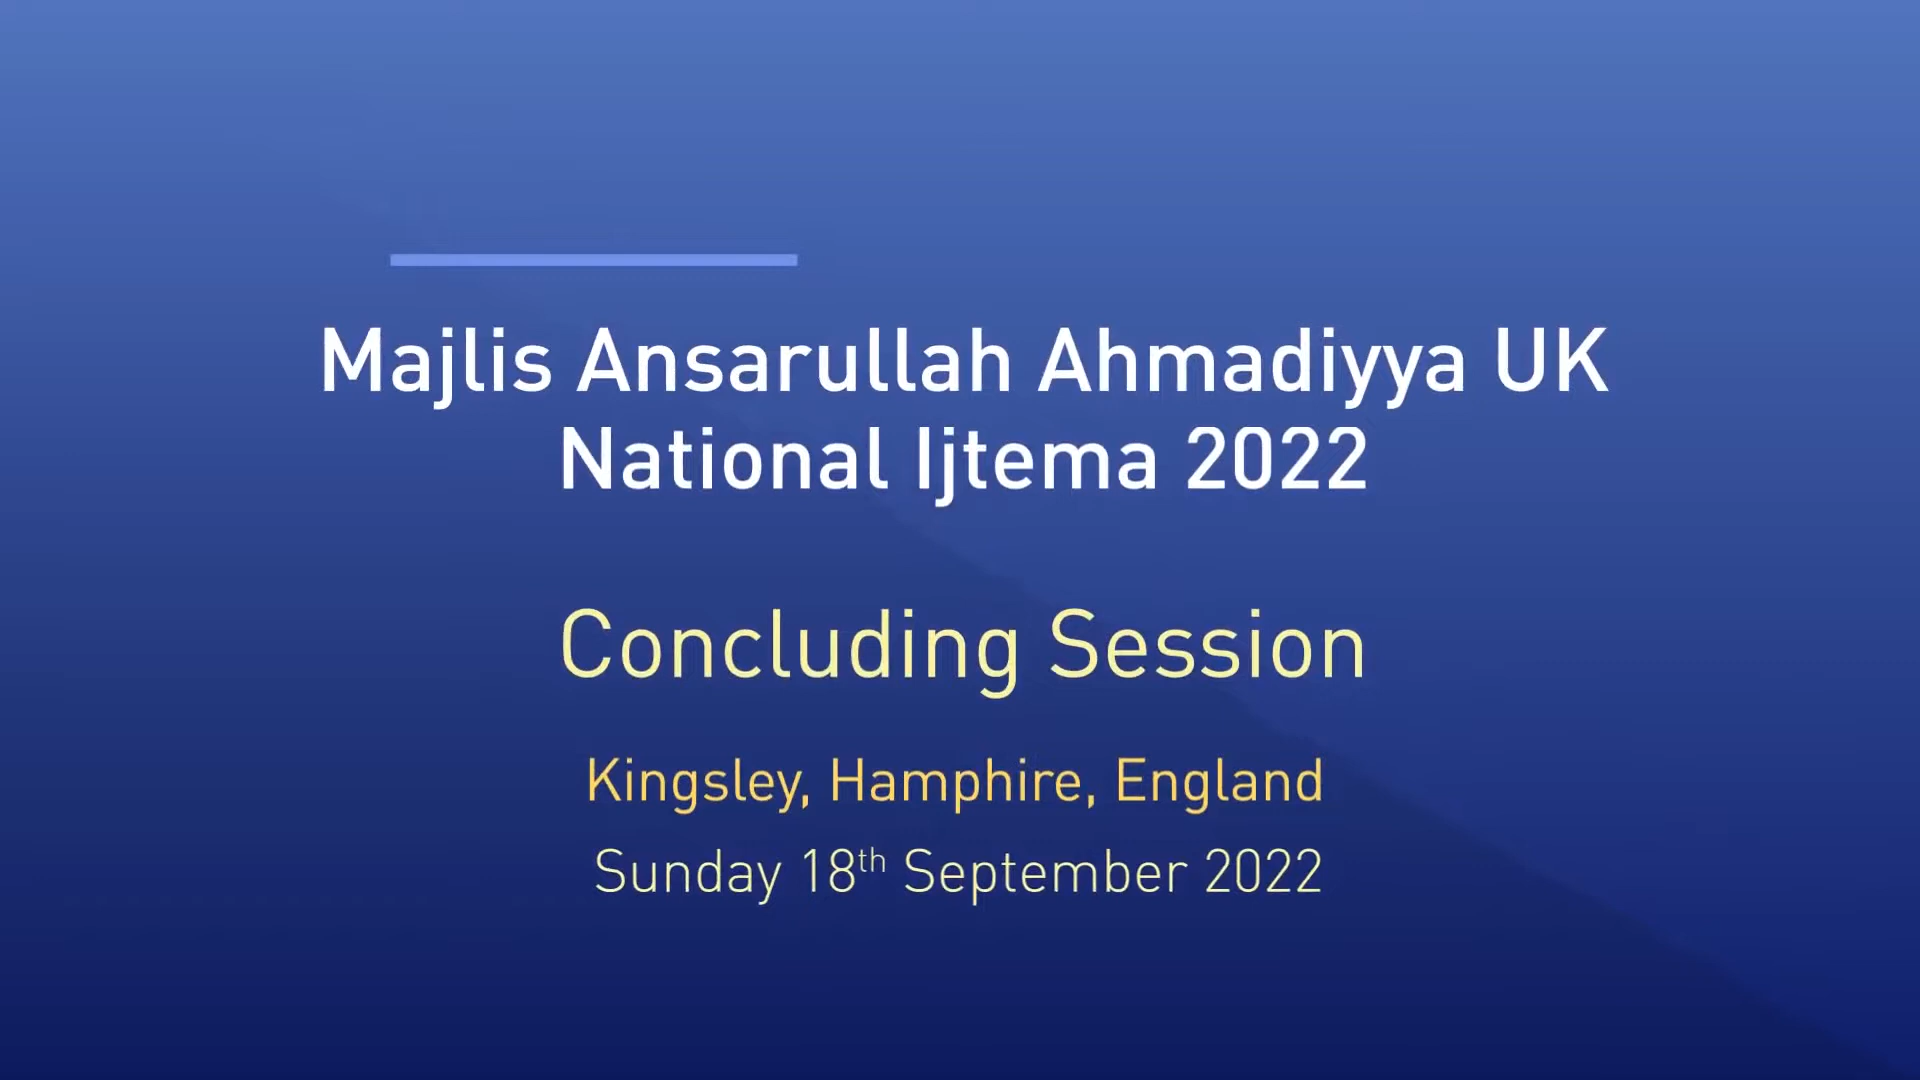 Majlis Ansarullah Ahmadiyya UK
National Ijtema 2022
Concluding Session
Kingsley, Hamphire, England
Sunday 18th September 2022